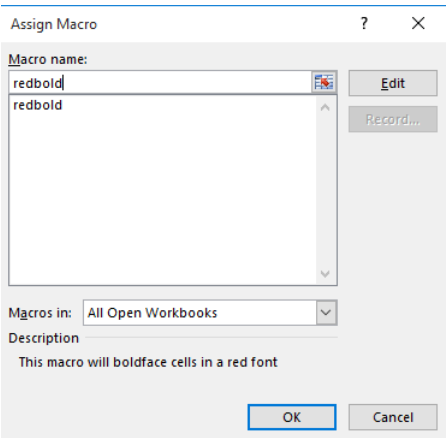 Assign Macro
?
Macro name:
redbold
Edit
redbold
Record...
Macros in:
All Open Workbooks
Description
This macro will boldface cells in a red font
OK
Cancel